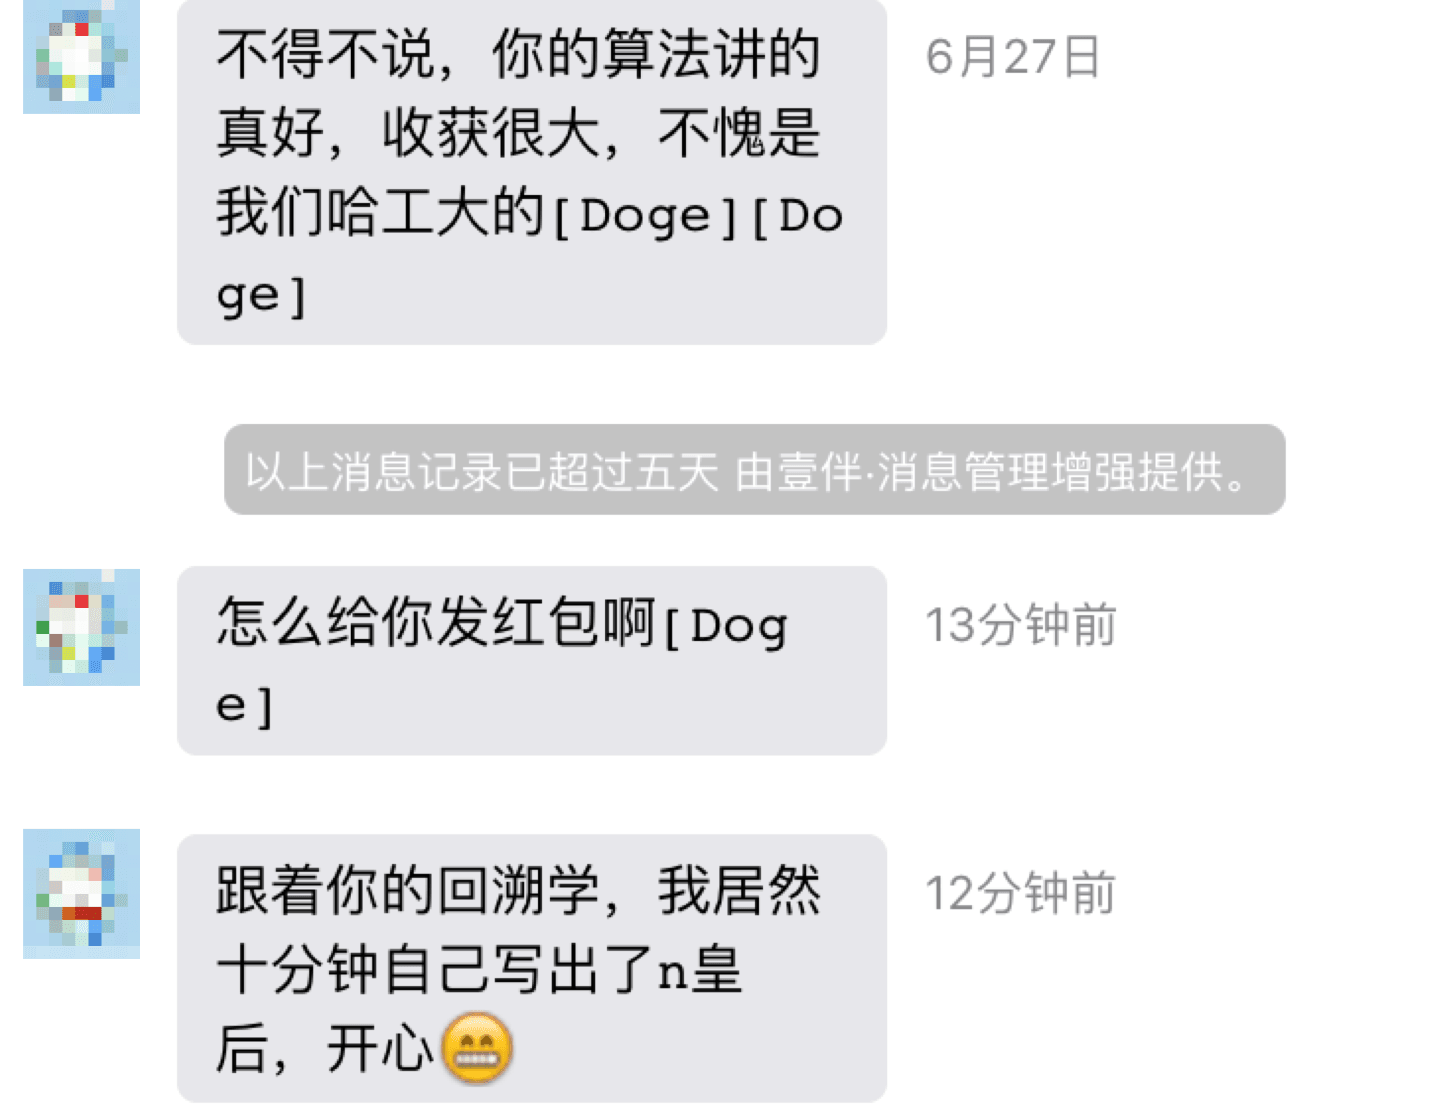 不得不说，你的算法讲的
6月27日
真好，收获很大，不愧是
我们哈工大的[Doge][Do
ge]
以上消息记录已超过五天 由壹伴·消息管理增强提供。
怎么给你发红包啊[Dog
13分钟前
e]
跟着你的回溯学，我居然
12分钟前
十分钟自己写出了n皇
后，开心😁